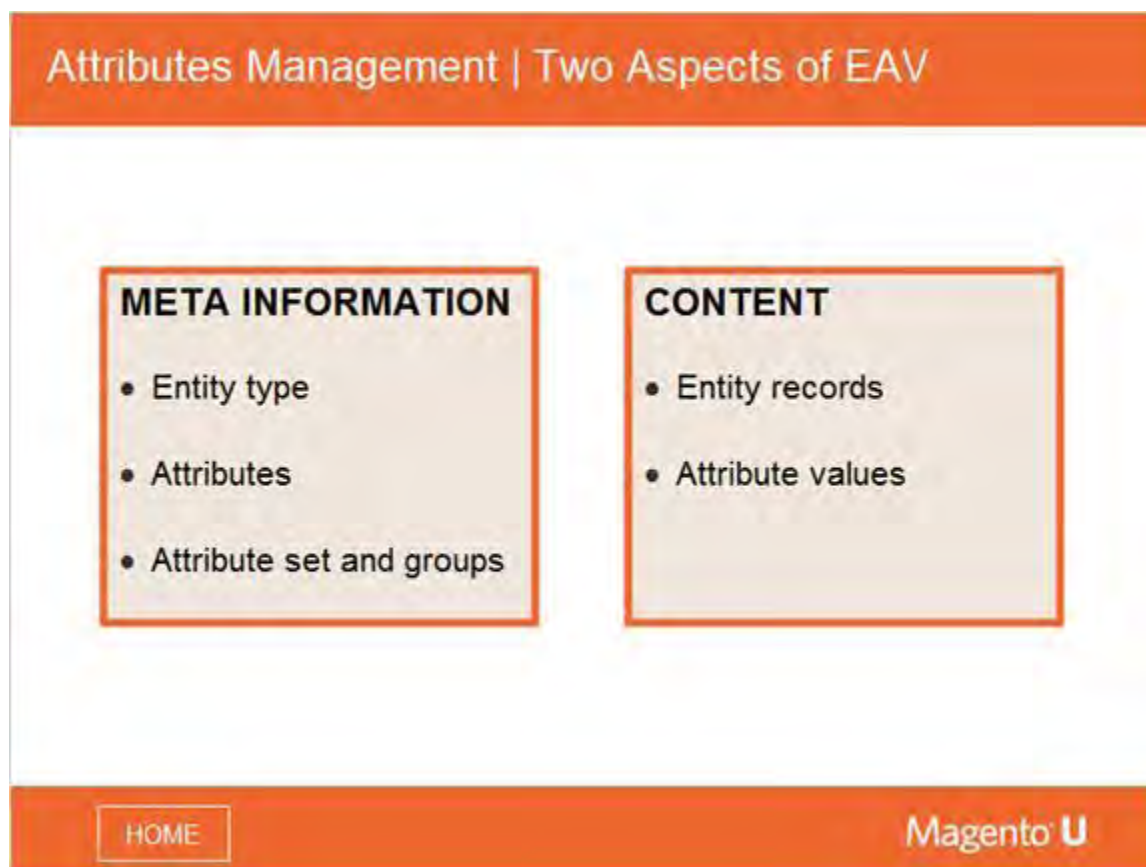 Attributes Management | Two Aspects of EAV
META INFORMATION
• Entity type
• Attributes
• Attribute set and groups
CONTENT
• Entity records
• Attribute values
HOME
Magento U